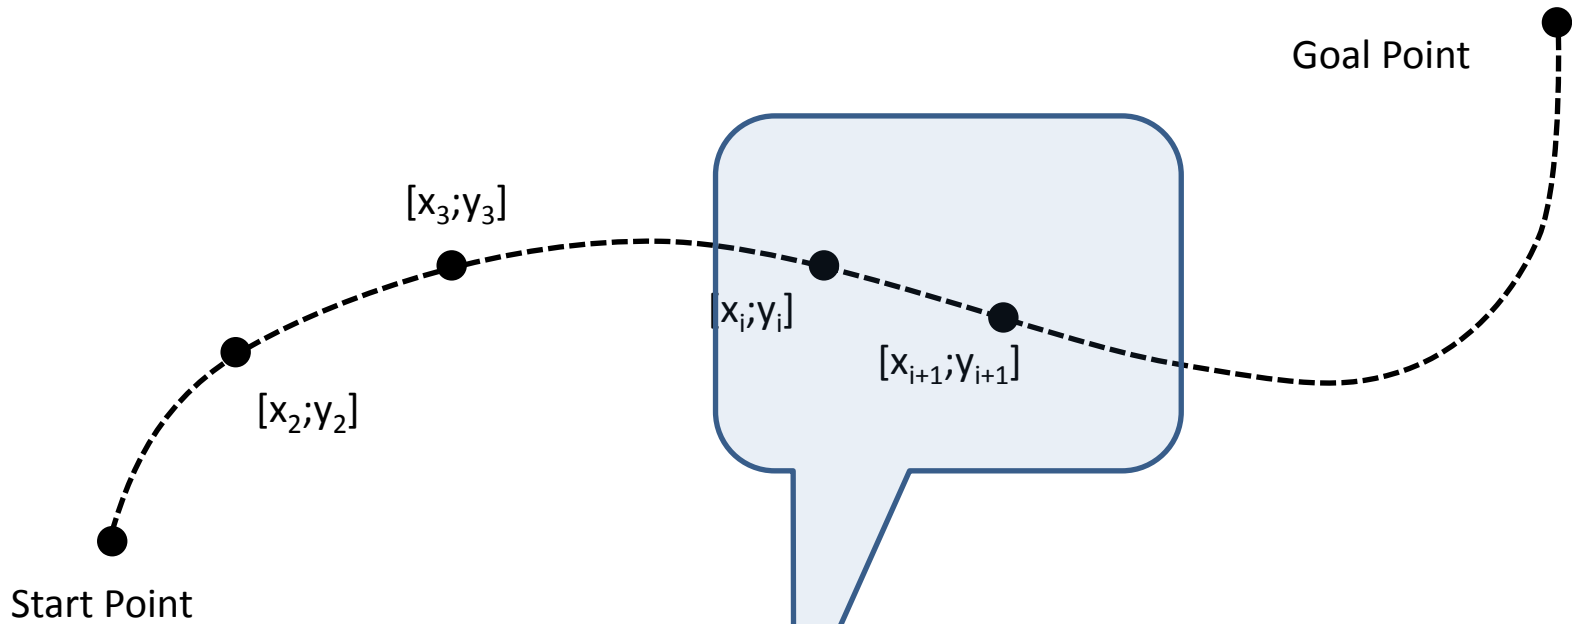 Goal Point
[x₃;y₃]
[xᵢ;yᵢ]
[xᵢ₊₁;yᵢ₊₁]
[x₂;y₂]
Start Point